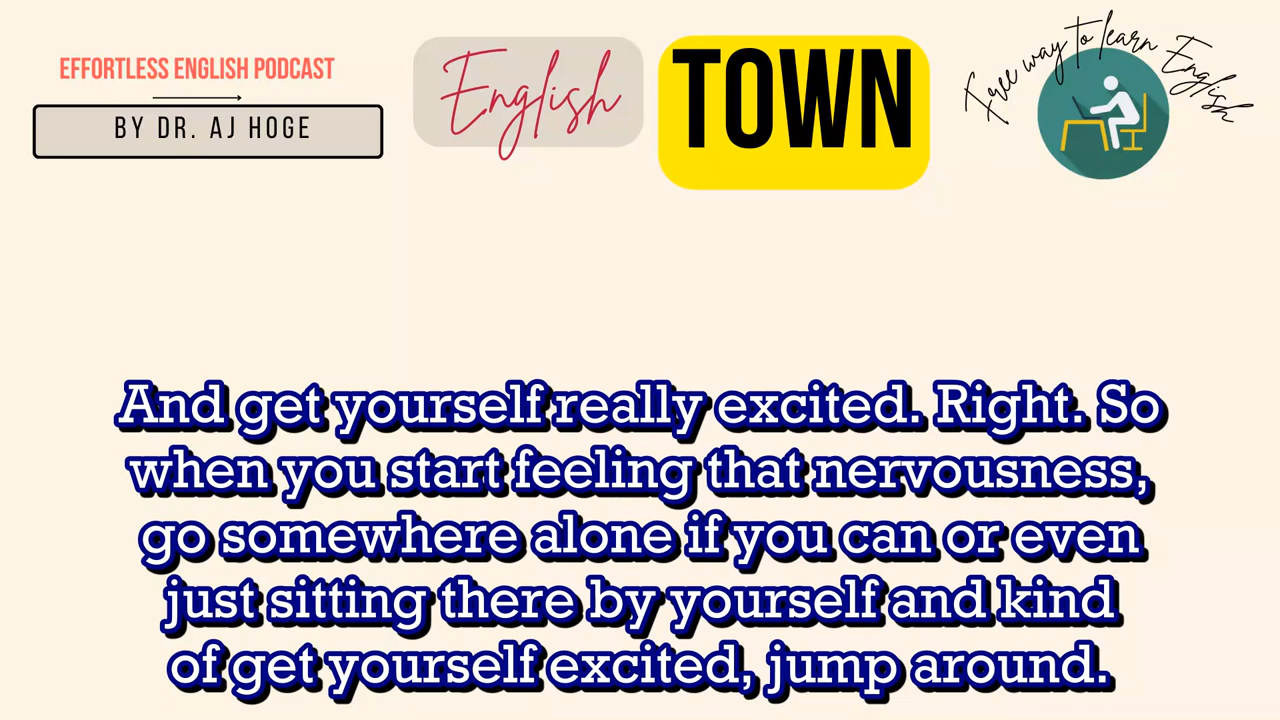 EFFORTLESS ENGLISH PODCAST
BY DR. AJ HOGE
English
TOWN
Free way to learn English
And get yourself really excited. Right. So
when you start feeling that nervousness,
go somewhere alone if you can or even
just sitting there by yourself and kind
of get yourself excited, jump around.